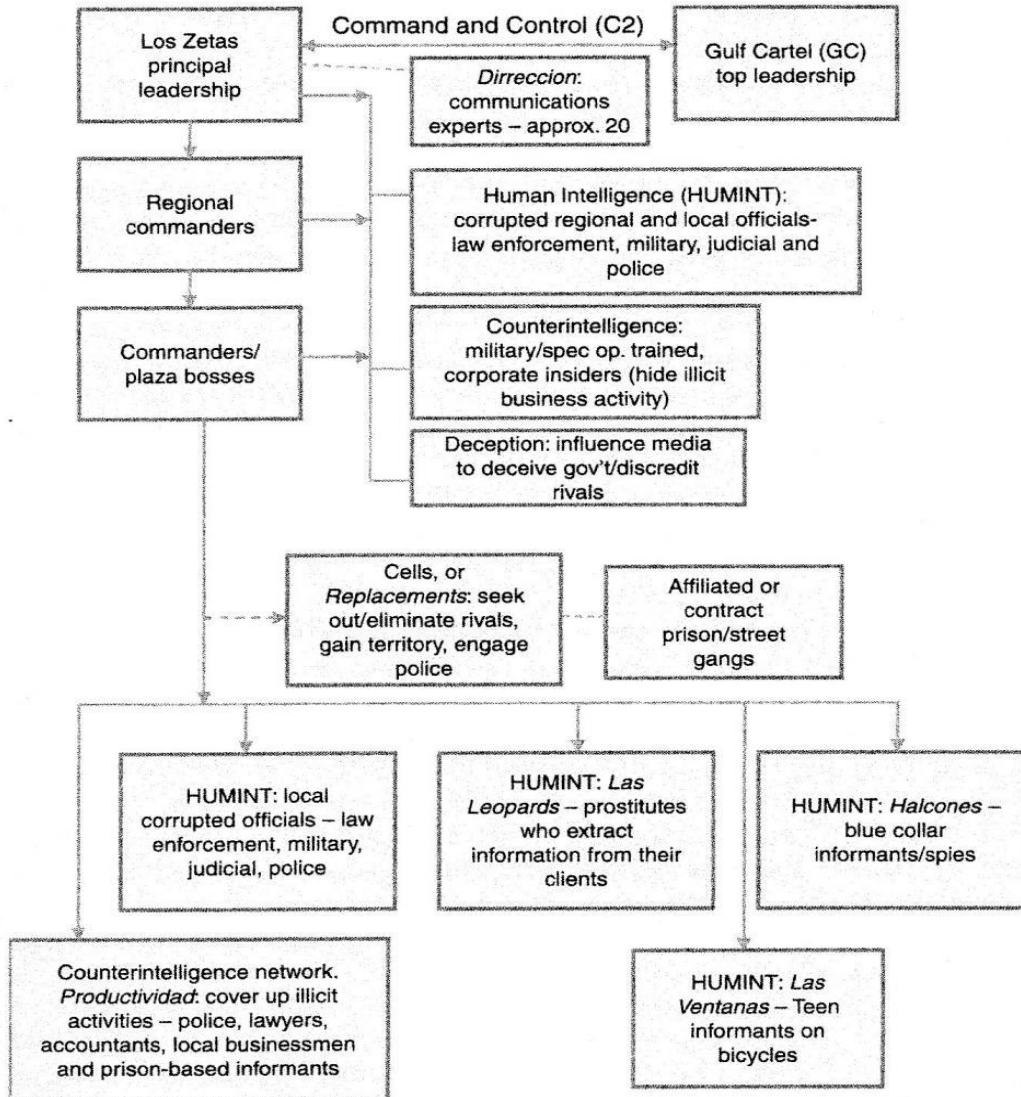 Command and Control (C2)
Los Zetas
principal
leadership
Gulf Cartel (GC)
top leadership
Dirreccion:
communications
experts – approx. 20
Human Intelligence (HUMINT):
corrupted regional and local officials-
law enforcement, military, judicial and
police
Regional
commanders
Counterintelligence:
military/spec op. trained,
corporate insiders (hide illicit
business activity)
Commanders/
plaza bosses
Deception: influence media
to deceive gov't/discredit
rivals
Cells, or
Replacements: seek
out/eliminate rivals,
gain territory, engage
police
Affiliated or
contract
prison/street
gangs
HUMINT: local
corrupted officials – law
enforcement, military,
judicial, police
HUMINT: Las
Leopards – prostitutes
who extract
information from their
clients
HUMINT: Halcones –
blue collar
informants/spies
Counterintelligence network.
Productividad: cover up illicit
activities – police, lawyers,
accountants, local businessmen
and prison-based informants
HUMINT: Las
Ventanas – Teen
informants on
bicycles